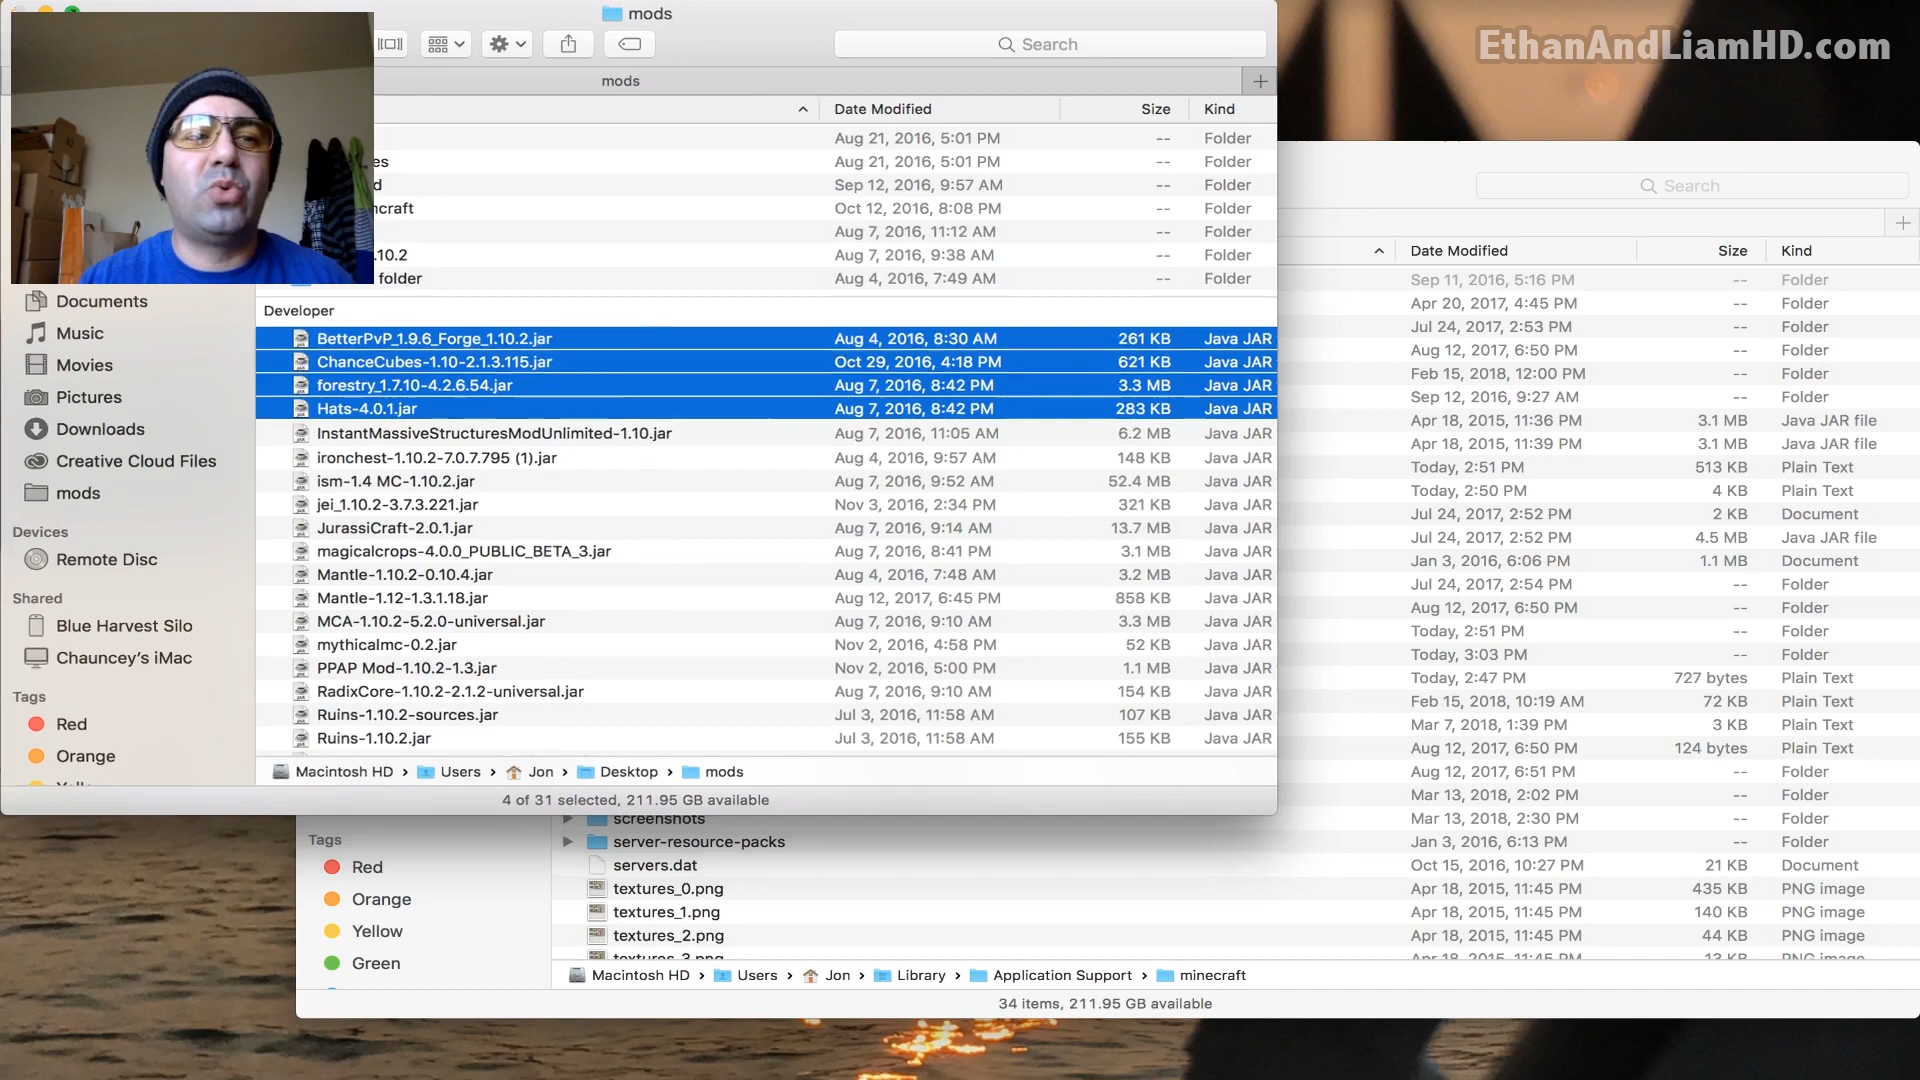 mods
Search
EthanAndLiamHD.com
mods
Date Modified Size Kind
Aug 21, 2016, 5:01 PM -- Folder
es Aug 21, 2016, 5:01 PM -- Folder
d Sep 12, 2016, 9:57 AM -- Folder
craft Oct 12, 2016, 8:08 PM -- Folder
Aug 7, 2016, 11:12 AM -- Folder
.10.2 Aug 7, 2016, 9:38 AM -- Folder
folder Aug 4, 2016, 7:49 AM -- Folder
Developer
BetterPvP_1.9.6_Forge_1.10.2.jar Aug 4, 2016, 8:30 AM 261 KB Java JAR
ChanceCubes-1.10-2.1.3.115.jar Oct 29, 2016, 4:18 PM 621 KB Java JAR
forestry_1.7.10-4.2.6.54.jar Aug 7, 2016, 8:42 PM 3.3 MB Java JAR
Hats-4.0.1.jar Aug 7, 2016, 8:42 PM 283 KB Java JAR
InstantMassiveStructuresModUnlimited-1.10.jar Aug 7, 2016, 11:05 AM 6.2 MB Java JAR
ironchest-1.10.2-7.0.7.795 (1).jar Aug 4, 2016, 9:57 AM 148 KB Java JAR
ism-1.4 MC-1.10.2.jar Aug 7, 2016, 9:52 AM 52.4 MB Java JAR
jei_1.10.2-3.7.3.221.jar Nov 3, 2016, 2:34 PM 321 KB Java JAR
JurassiCraft-2.0.1.jar Aug 7, 2016, 9:14 AM 13.7 MB Java JAR
magicalcrops-4.0.0_PUBLIC_BETA_3.jar Aug 7, 2016, 8:41 PM 3.1 MB Java JAR
Mantle-1.10.2-0.10.4.jar Aug 4, 2016, 7:48 AM 3.2 MB Java JAR
Mantle-1.12-1.3.1.18.jar Aug 12, 2017, 6:45 PM 858 KB Java JAR
MCA-1.10.2-5.2.0-universal.jar Aug 7, 2016, 9:10 AM 3.3 MB Java JAR
mythicalmc-0.2.jar Nov 2, 2016, 4:58 PM 52 KB Java JAR
PPAP Mod-1.10.2-1.3.jar Nov 2, 2016, 5:00 PM 1.1 MB Java JAR
RadixCore-1.10.2-2.1.2-universal.jar Aug 7, 2016, 9:10 AM 154 KB Java JAR
Ruins-1.10.2-sources.jar Jul 3, 2016, 11:58 AM 107 KB Java JAR
Ruins-1.10.2.jar Jul 3, 2016, 11:58 AM 155 KB Java JAR
Macintosh HD › Users › Jon › Desktop › mods
4 of 31 selected, 211.95 GB available
Documents
Music
Movies
Pictures
Downloads
Creative Cloud Files
mods
Devices
Remote Disc
Shared
Blue Harvest Silo
Chauncey's iMac
Tags
Red
Orange
Yellow
Search
Date Modified Size Kind
Sep 11, 2016, 5:16 PM -- Folder
Apr 20, 2017, 4:45 PM -- Folder
Jul 24, 2017, 2:53 PM -- Folder
Aug 12, 2017, 6:50 PM -- Folder
Feb 15, 2018, 12:00 PM -- Folder
Sep 12, 2016, 9:27 AM -- Folder
Apr 18, 2015, 11:36 PM 3.1 MB Java JAR file
Apr 18, 2015, 11:39 PM 3.1 MB Java JAR file
Today, 2:51 PM 513 KB Plain Text
Today, 2:50 PM 4 KB Plain Text
Jul 24, 2017, 2:52 PM 2 KB Document
Jul 24, 2017, 2:52 PM 4.5 MB Java JAR file
Jan 3, 2016, 6:06 PM 1.1 MB Document
Jul 24, 2017, 2:54 PM -- Folder
Aug 12, 2017, 6:50 PM -- Folder
Today, 2:51 PM -- Folder
Today, 3:03 PM -- Folder
Today, 2:47 PM 727 bytes Plain Text
Feb 15, 2018, 10:19 AM 72 KB Plain Text
Mar 7, 2018, 1:39 PM 3 KB Plain Text
Aug 12, 2017, 6:50 PM 124 bytes Plain Text
Aug 12, 2017, 6:51 PM -- Folder
Mar 13, 2018, 2:02 PM -- Folder
screenshots Mar 13, 2018, 2:30 PM -- Folder
server-resource-packs Jan 3, 2016, 6:13 PM -- Folder
servers.dat Oct 15, 2016, 10:27 PM 21 KB Document
textures_0.png Apr 18, 2015, 11:45 PM 435 KB PNG image
textures_1.png Apr 18, 2015, 11:45 PM 140 KB PNG image
textures_2.png Apr 18, 2015, 11:45 PM 44 KB PNG image
textures_3.png Apr 18, 2015, 11:45 PM 13 KB PNG image
Tags
Red
Orange
Yellow
Green
Macintosh HD › Users › Jon › Library › Application Support › minecraft
34 items, 211.95 GB available